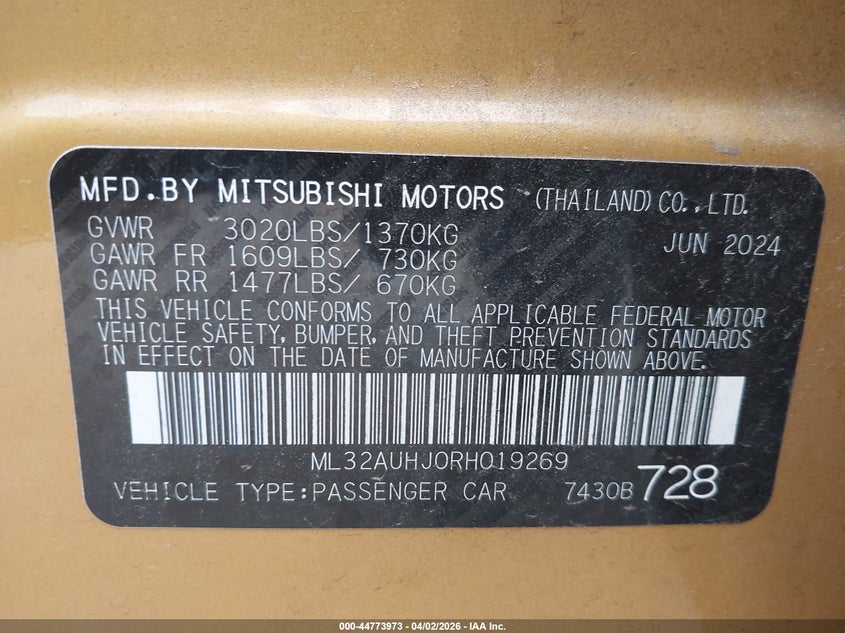 MFD.BY MITSUBISHI MOTORS (THAILAND) CO.,LTD.
GVWR 3020LBS/1370KG JUN 2024
GAWR FR 1609LBS/ 730KG
GAWR RR 1477LBS/ 670KG
THIS VEHICLE CONFORMS TO ALL APPLICABLE FEDERAL MOTOR
VEHICLE SAFETY, BUMPER, AND THEFT PREVENTION STANDARDS
IN EFFECT ON THE DATE OF MANUFACTURE SHOWN ABOVE.
ML32AUHJ0RH019269
VEHICLE TYPE:PASSENGER CAR 7430B 728
000-44773973 - 04/02/2026 - IAA Inc.